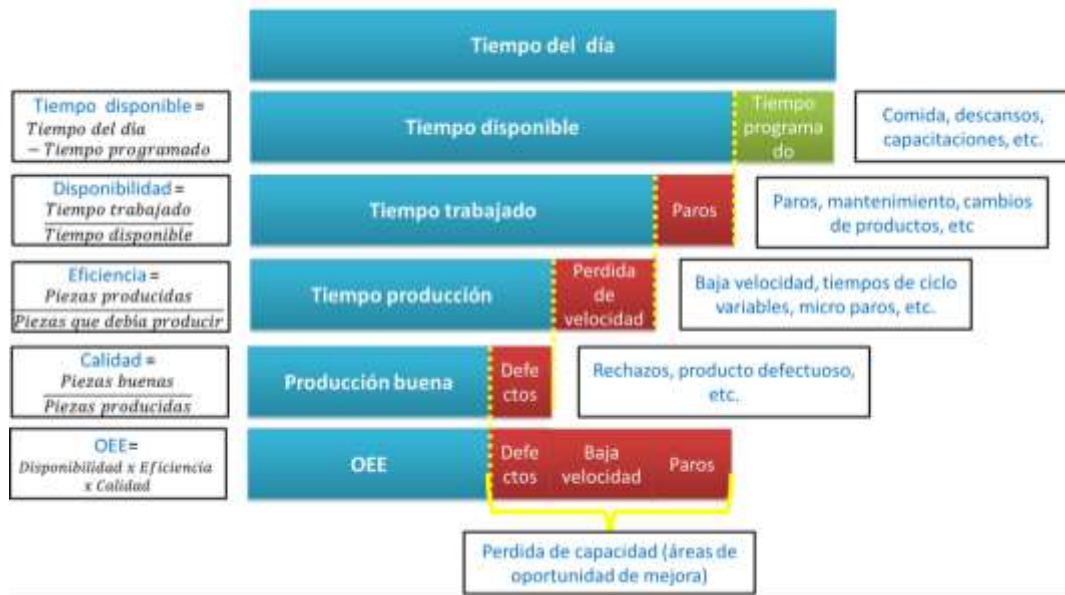 Tiempo del día
Tiempo disponible =
Tiempo del día
− Tiempo programado
Tiempo disponible
Tiempo
programa
do
Comida, descansos,
capacitaciones, etc.
Disponibilidad =
Tiempo trabajado
Tiempo disponible
Tiempo trabajado
Paros
Paros, mantenimiento, cambios
de productos, etc
Eficiencia =
Piezas producidas
Piezas que debía producir
Tiempo producción
Perdida
de
velocidad
Baja velocidad, tiempos de ciclo
variables, micro paros, etc.
Calidad =
Piezas buenas
Piezas producidas
Producción buena
Defe
ctos
Rechazos, producto defectuoso,
etc.
OEE=
Disponibilidad x Eficiencia
x Calidad
OEE
Defe
ctos
Baja
velocidad
Paros
Perdida de capacidad (áreas de
oportunidad de mejora)